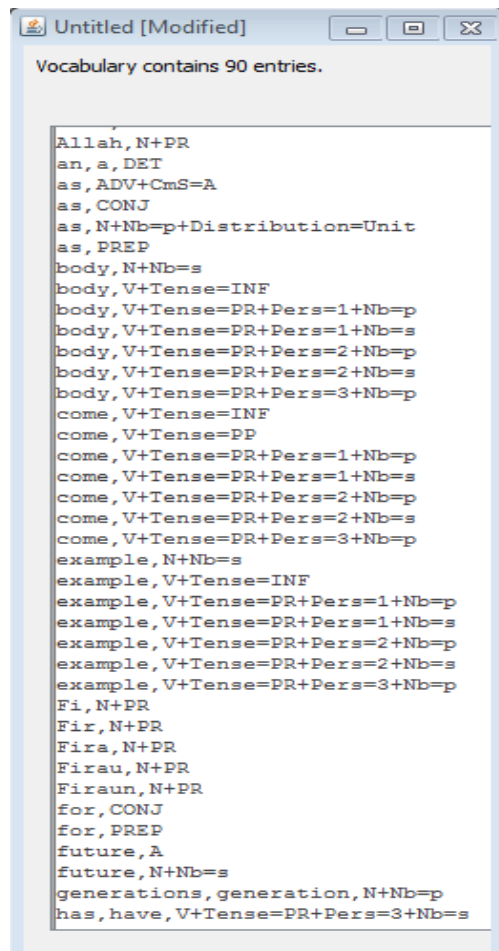 Untitled [Modified]
Vocabulary contains 90 entries.
Allah,N+PR
an,a,DET
as,ADV+CmS=A
as,CONJ
as,N+Nb=p+Distribution=Unit
as,PREP
body,N+Nb=s
body,V+Tense=INF
body,V+Tense=PR+Pers=1+Nb=p
body,V+Tense=PR+Pers=1+Nb=s
body,V+Tense=PR+Pers=2+Nb=p
body,V+Tense=PR+Pers=2+Nb=s
body,V+Tense=PR+Pers=3+Nb=p
come,V+Tense=INF
come,V+Tense=PP
come,V+Tense=PR+Pers=1+Nb=p
come,V+Tense=PR+Pers=1+Nb=s
come,V+Tense=PR+Pers=2+Nb=p
come,V+Tense=PR+Pers=2+Nb=s
come,V+Tense=PR+Pers=3+Nb=p
example,N+Nb=s
example,V+Tense=INF
example,V+Tense=PR+Pers=1+Nb=p
example,V+Tense=PR+Pers=1+Nb=s
example,V+Tense=PR+Pers=2+Nb=p
example,V+Tense=PR+Pers=2+Nb=s
example,V+Tense=PR+Pers=3+Nb=p
Fi,N+PR
Fir,N+PR
Fira,N+PR
Firau,N+PR
Firaun,N+PR
for,CONJ
for,PREP
future,A
future,N+Nb=s
generations,generation,N+Nb=p
has,have,V+Tense=PR+Pers=3+Nb=s